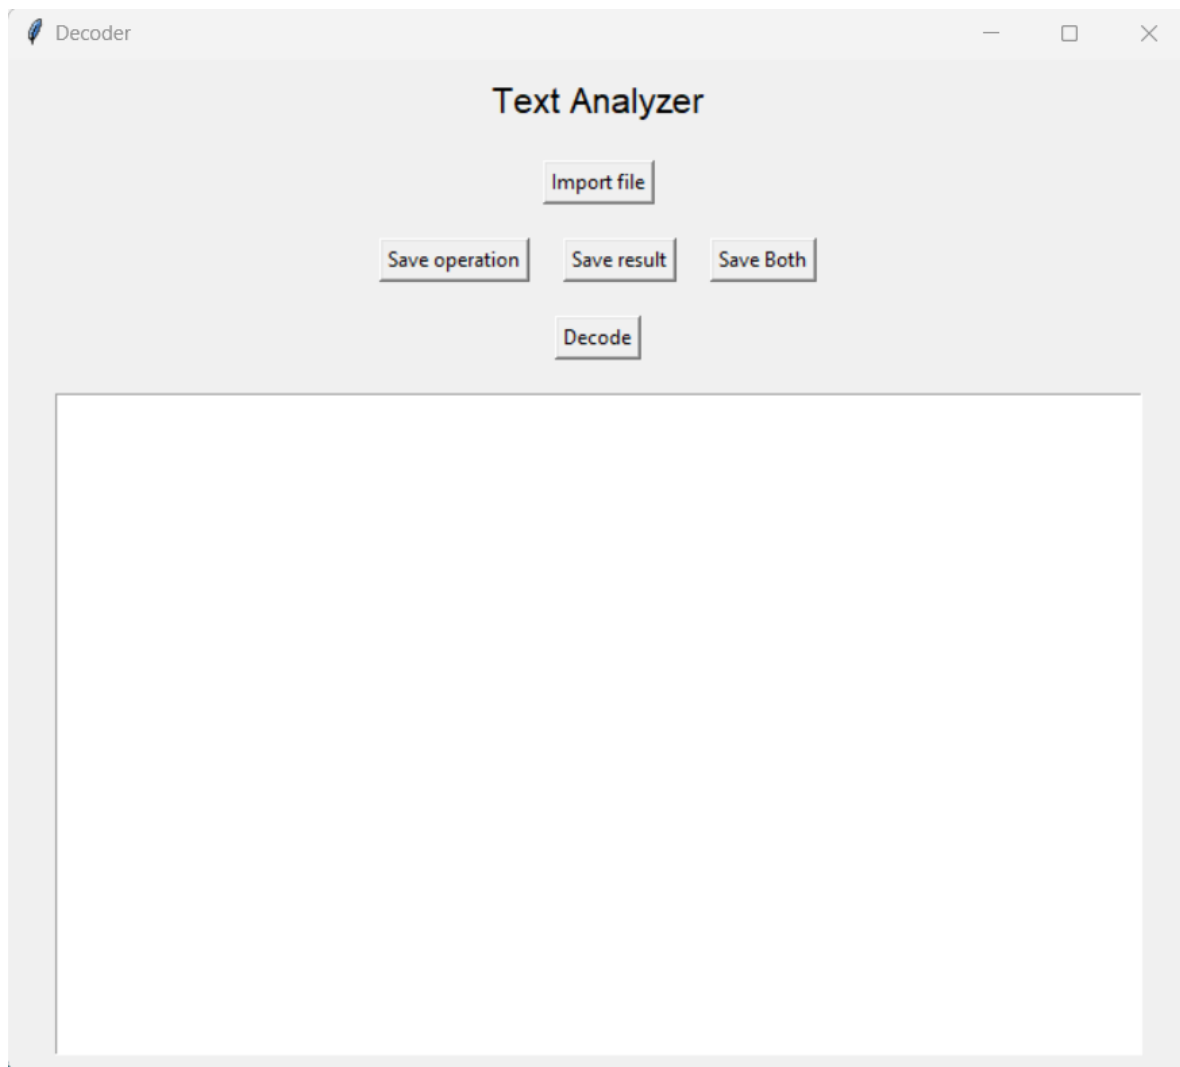 Decoder
Text Analyzer
Import file
Save operation Save result Save Both
Decode